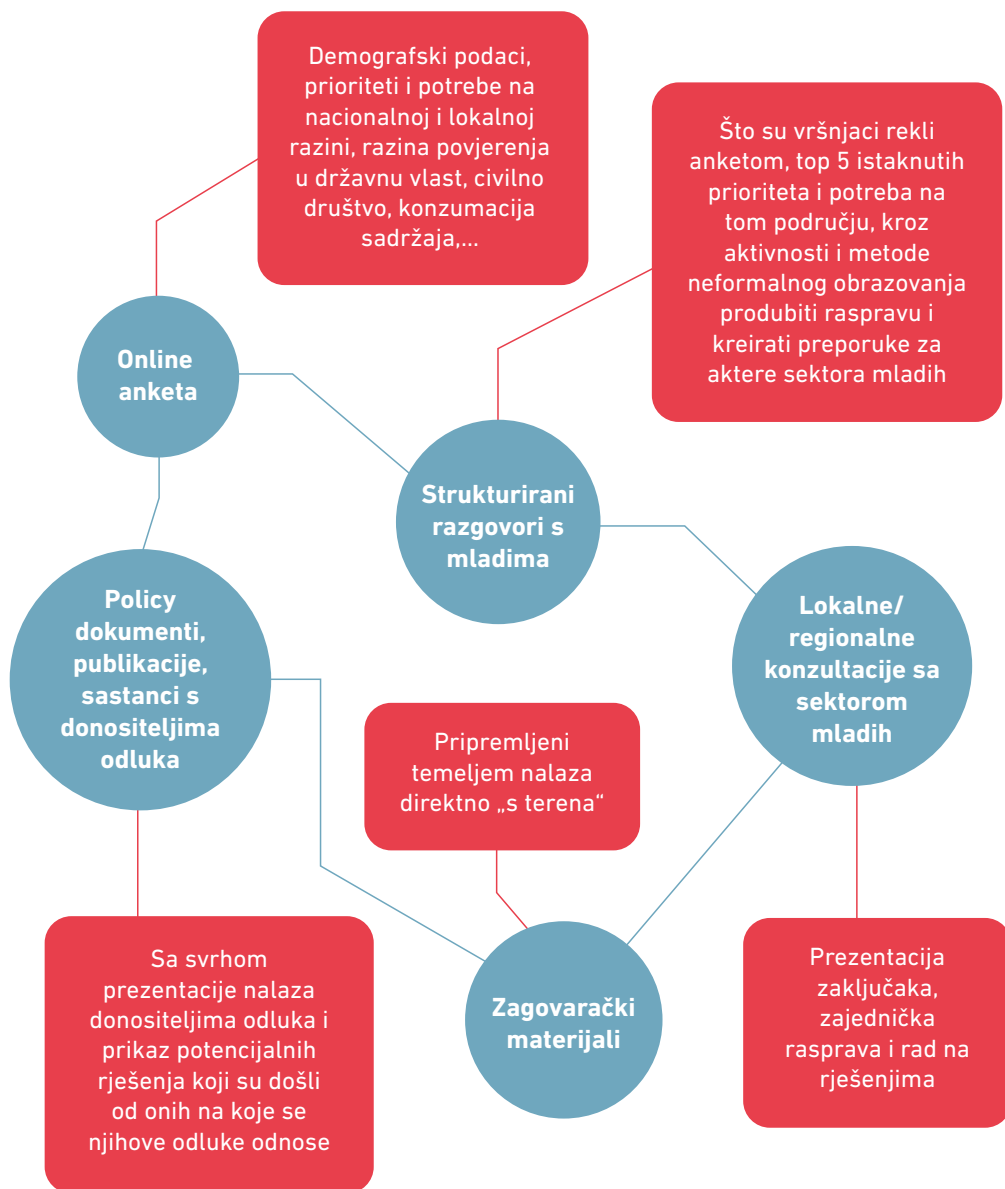 Demografski podaci,
prioriteti i potrebe na
nacionalnoj i lokalnoj
razini, razina povjerenja
u državnu vlast, civilno
društvo, konzumacija
sadržaja,...
Što su vršnjaci rekli
anketom, top 5 istaknutih
prioriteta i potreba na
tom području, kroz
aktivnosti i metode
neformalnog obrazovanja
produbiti raspravu i
kreirati preporuke za
aktere sektora mladih
Online
anketa
Strukturirani
razgovori s
mladima
Policy
dokumenti,
publikacije,
sastanci s
donositeljima
odluka
Lokalne/
regionalne
konzultacije sa
sektorom
mladih
Pripremljeni
temeljem nalaza
direktno „s terena“
Sa svrhom
prezentacije nalaza
donositeljima odluka i
prikaz potencijalnih
rješenja koji su došli
od onih na koje se
njihove odluke odnose
Zagovarački
materijali
Prezentacija
zaključaka,
zajednička
rasprava i rad na
rješenjima